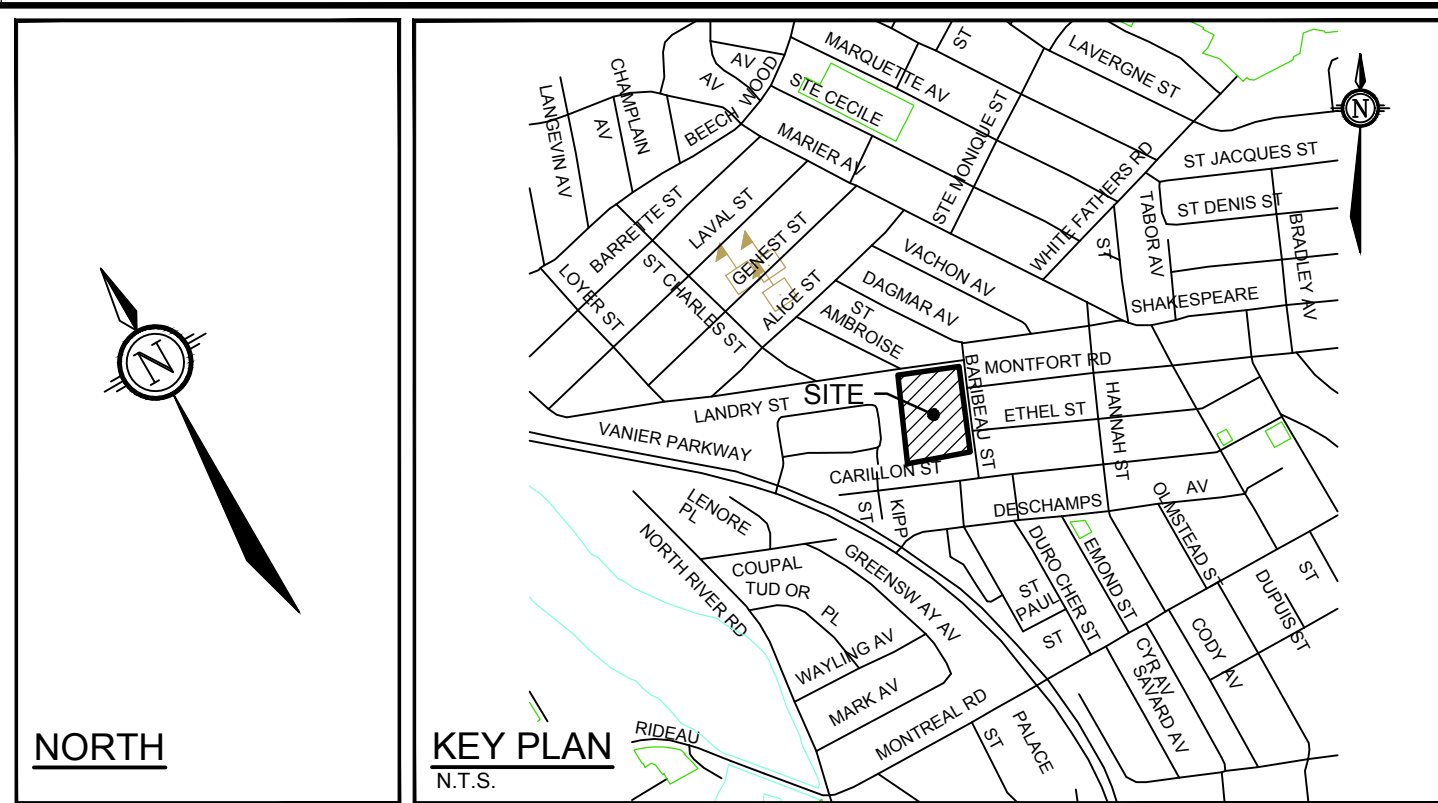 N
NORTH
KEY PLAN
N.T.S.
N
LANGEVIN AV
CHAMPLAIN
AV
AV
AV
BEECH WOOD
MARQUETTE AV
STE CECILE
ST
LAVERGNE ST
MARIER AV
STE MONIQUE ST
WHITE FATHERS RD
ST JACQUES ST
ST DENIS ST
TABOR AV
ST
BRADLEY AV
SHAKESPEARE
BARRETTE ST
LAVAL ST
GENEST ST
ALICE ST
LOYER ST
ST CHARLES ST
VACHON AV
DAGMAR AV
ST
AMBROISE
MONTFORT RD
BARIBEAU ST
SITE
ETHEL ST
HANNAH ST
LANDRY ST
VANIER PARKWAY
CARILLON ST
KIPP
ST
DESCHAMPS
AV
OLMSTEAD ST
LENORE
PL
NORTH RIVER RD
COUPAL
TUD OR
PL
GREENSW AY AV
WAYLING AV
MARK AV
MONTREAL RD
ST
PAUL
ST
DURO CHER ST
EMOND ST
CYR AV
SAVARD AV
CODY AV
DUPUIS ST
ST
PALACE
ST
RIDEAU